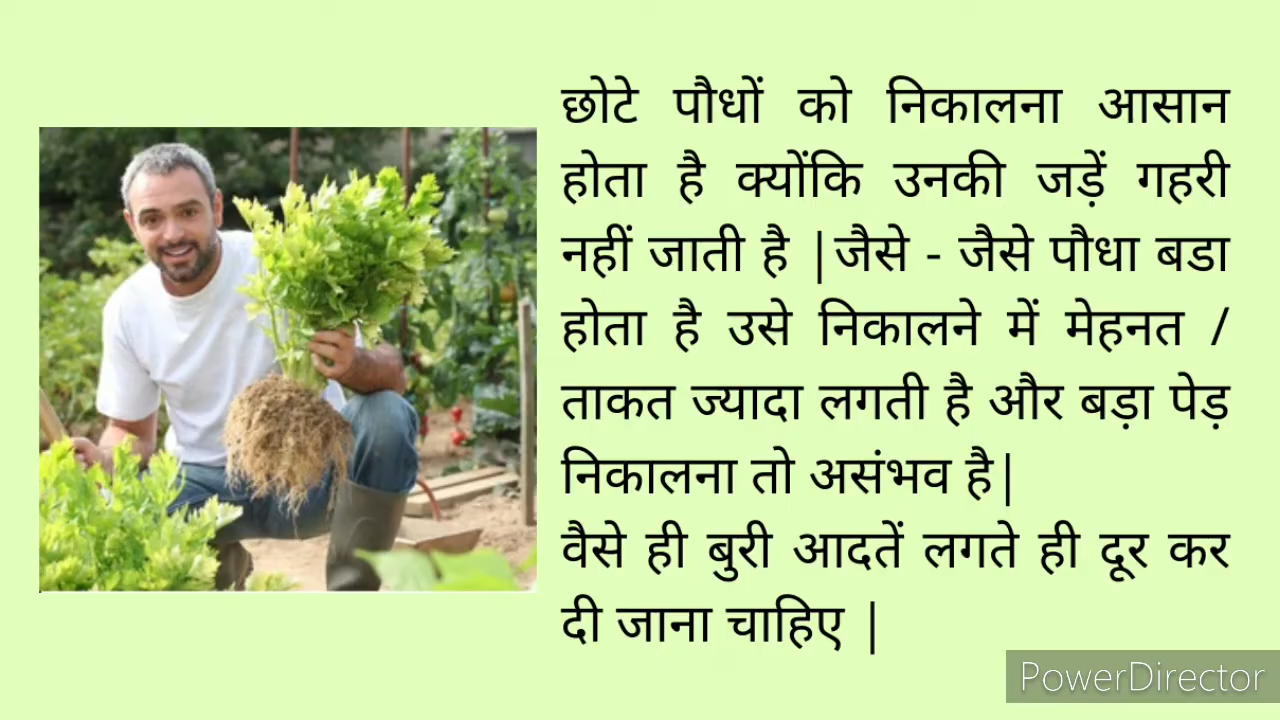 छोटे पौधों को निकालना आसान
होता है क्योंकि उनकी जड़ें गहरी
नहीं जाती है |जैसे - जैसे पौधा बडा
होता है उसे निकालने में मेहनत /
ताकत ज्यादा लगती है और बड़ा पेड़
निकालना तो असंभव है|
वैसे ही बुरी आदतें लगते ही दूर कर
दी जाना चाहिए |
PowerDirector